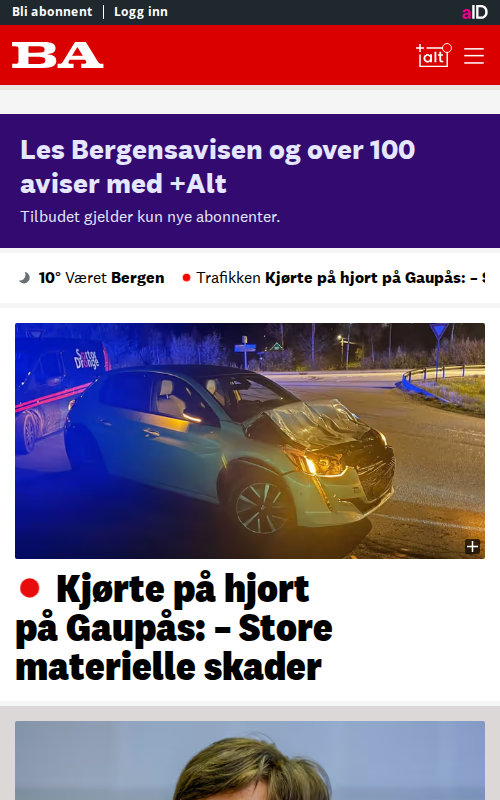 Bli abonnent | Logg inn
aID
BA
+alt
Les Bergensavisen og over 100
aviser med +Alt
Tilbudet gjelder kun nye abonnenter.
10° Været Bergen
Trafikken Kjørte på hjort på Gaupås: –
Kjørte på hjort
på Gaupås: – Store
materielle skader